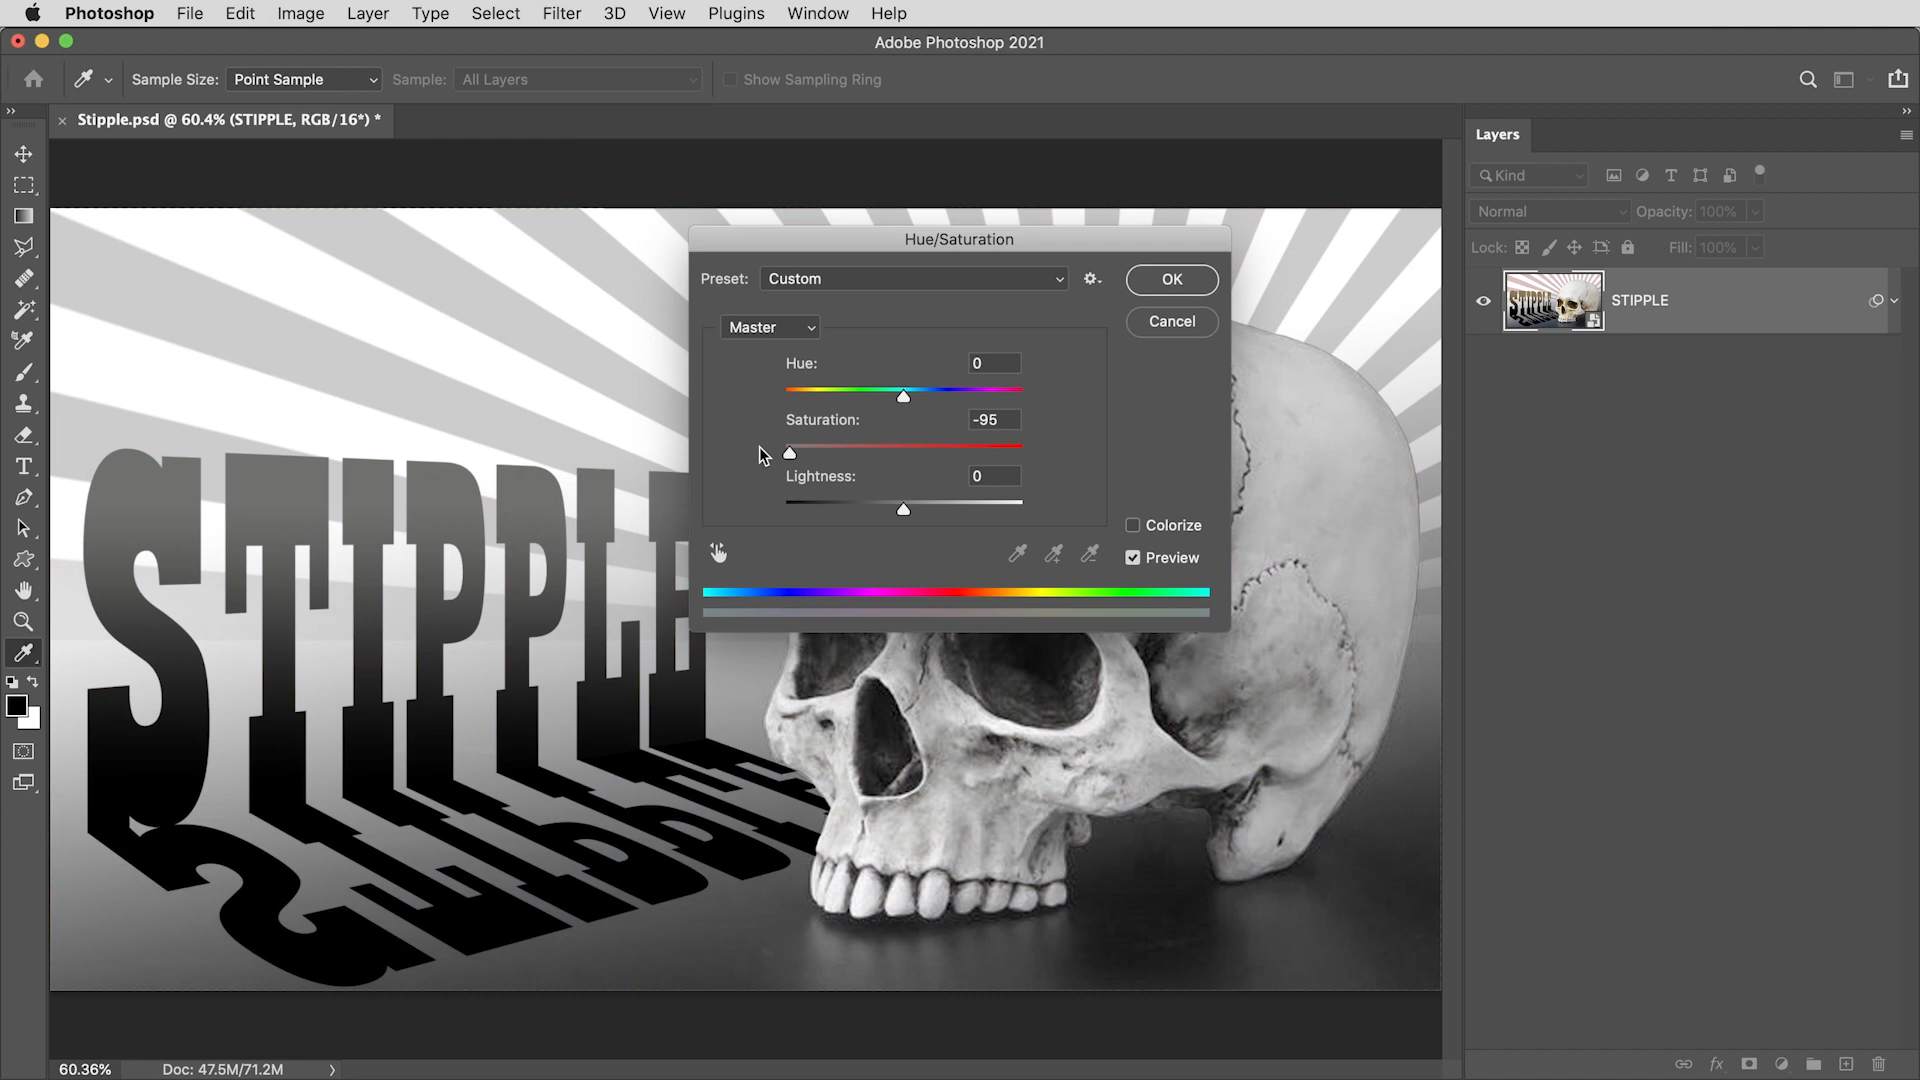 Photoshop File Edit Image Layer Type Select Filter 3D View Plugins Window Help
Adobe Photoshop 2021
Sample Size: Point Sample Sample: All Layers Show Sampling Ring
× Stipple.psd @ 60.4% (STIPPLE, RGB/16*) *
Layers
Kind
Normal Opacity: 100%
Lock: Fill: 100%
STIPPLE
Hue/Saturation
Preset: Custom
OK
Cancel
Master
Hue: 0
Saturation: -95
Lightness: 0
Colorize
Preview
STIPPLE
STIPPLE
60.36% Doc: 47.5M/71.2M
fx